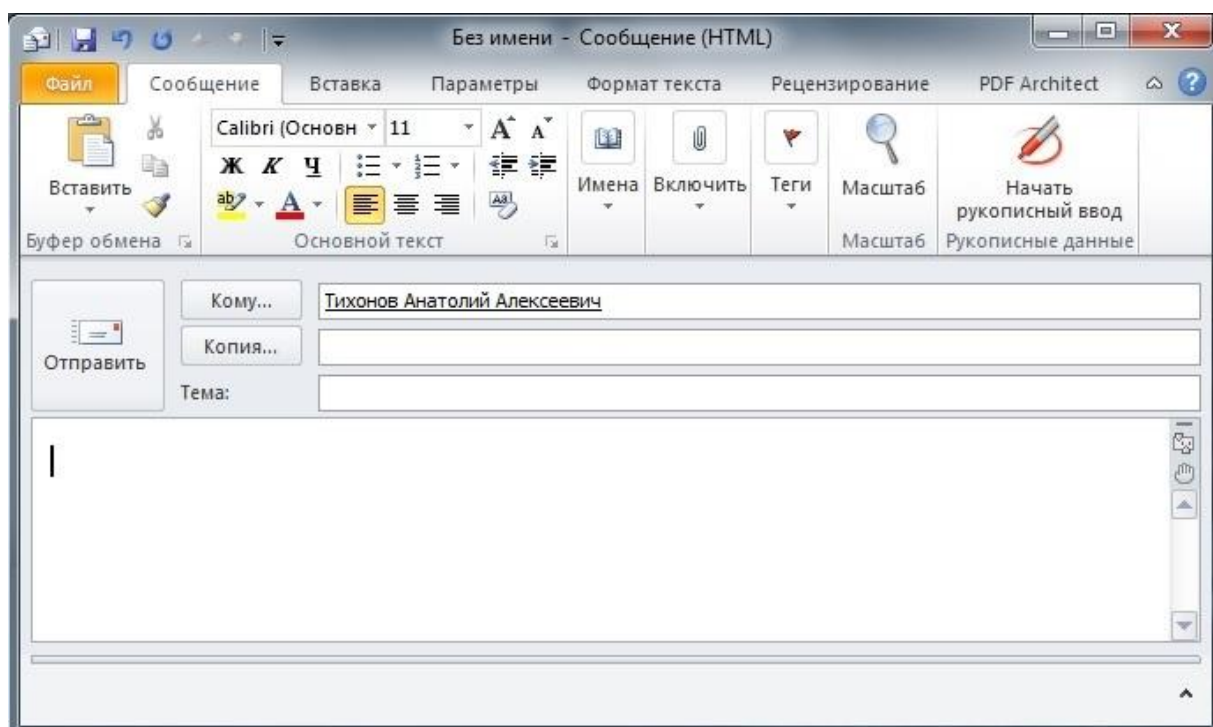 Без имени - Сообщение (HTML)
Файл Сообщение Вставка Параметры Формат текста Рецензирование PDF Architect
Calibri (Основн 11
Ж К Ч
Вставить Имена Включить Теги Масштаб Начать рукописный ввод
Буфер обмена Основной текст Масштаб Рукописные данные
Кому... Тихонов Анатолий Алексеевич
Отправить Копия...
Тема: